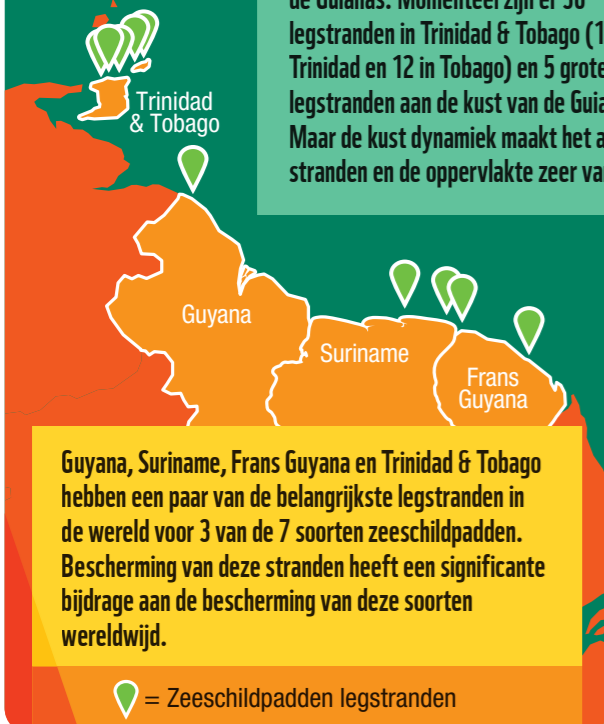 de Guianas. Momenteel zijn er
legstranden in Trinidad & Tobago (1
Trinidad en 12 in Tobago) en 5 grote
legstranden aan de kust van de
Maar de kust dynamiek maakt het
stranden en de oppervlakte zeer
Trinidad
& Tobago
Guyana
Suriname
Frans
Guyana
Guyana, Suriname, Frans Guyana en Trinidad & Tobago
hebben een paar van de belangrijkste legstranden in
de wereld voor 3 van de 7 soorten zeeschildpadden.
Bescherming van deze stranden heeft een significante
bijdrage aan de bescherming van deze soorten
wereldwijd.
= Zeeschildpadden legstranden